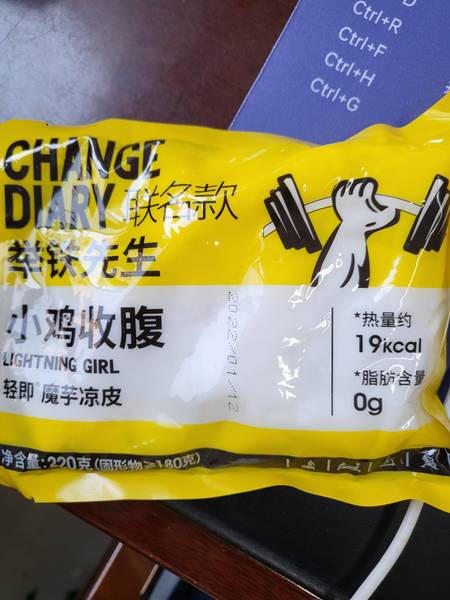 Ctrl+R
Ctrl+F
Ctrl+H
Ctrl+G
CHANGE
DIARY 联名款
举铁先生
小鸡收腹
LIGHTNING GIRL
轻即 魔芋凉皮
2022/01/12
*热量约
19kcal
*脂肪含量
0g
净含量:220克(固形物≥180克)